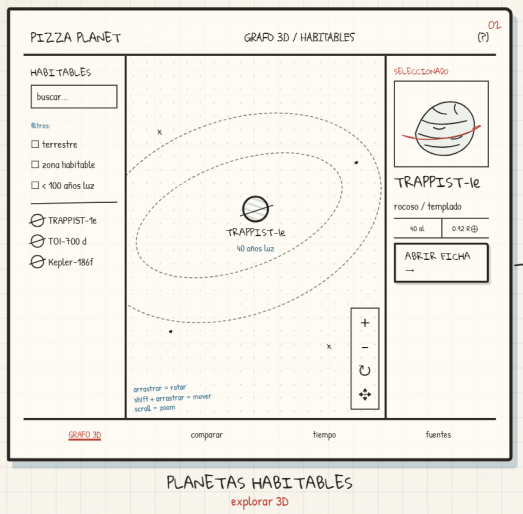 02
PIZZA PLANET
GRAFO 3D / HABITABLES
(?)
HABITABLES
buscar...
filtros:
terrestre
zona habitable
< 100 años luz
TRAPPIST-1e
TOI-700 d
Kepler-186f
TRAPPIST-1e
40 años luz
arrastrar = rotar
shift + arrastrar = mover
scroll = zoom
+
−
SELECCIONADO
TRAPPIST-1e
rocoso / templado
40 al
0.92 R⊕
ABRIR FICHA
→
GRAFO 3D
comparar
tiempo
fuentes
PLANETAS HABITABLES
explorar 3D